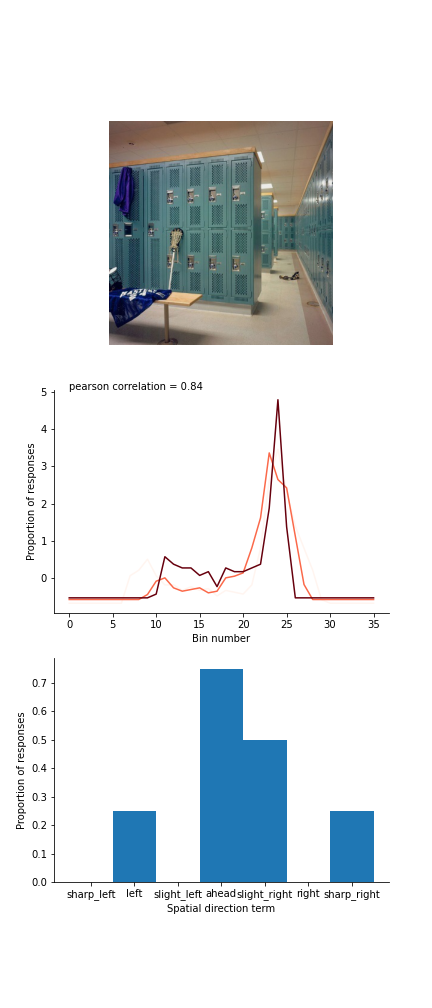 pearson correlation = 0.84
5
4
3
2
1
0
Proportion of responses
0 5 10 15 20 25 30 35
Bin number
0.7
0.6
0.5
0.4
0.3
0.2
0.1
0.0
Proportion of responses
sharp_left left slight_left ahead slight_right right sharp_right
Spatial direction term